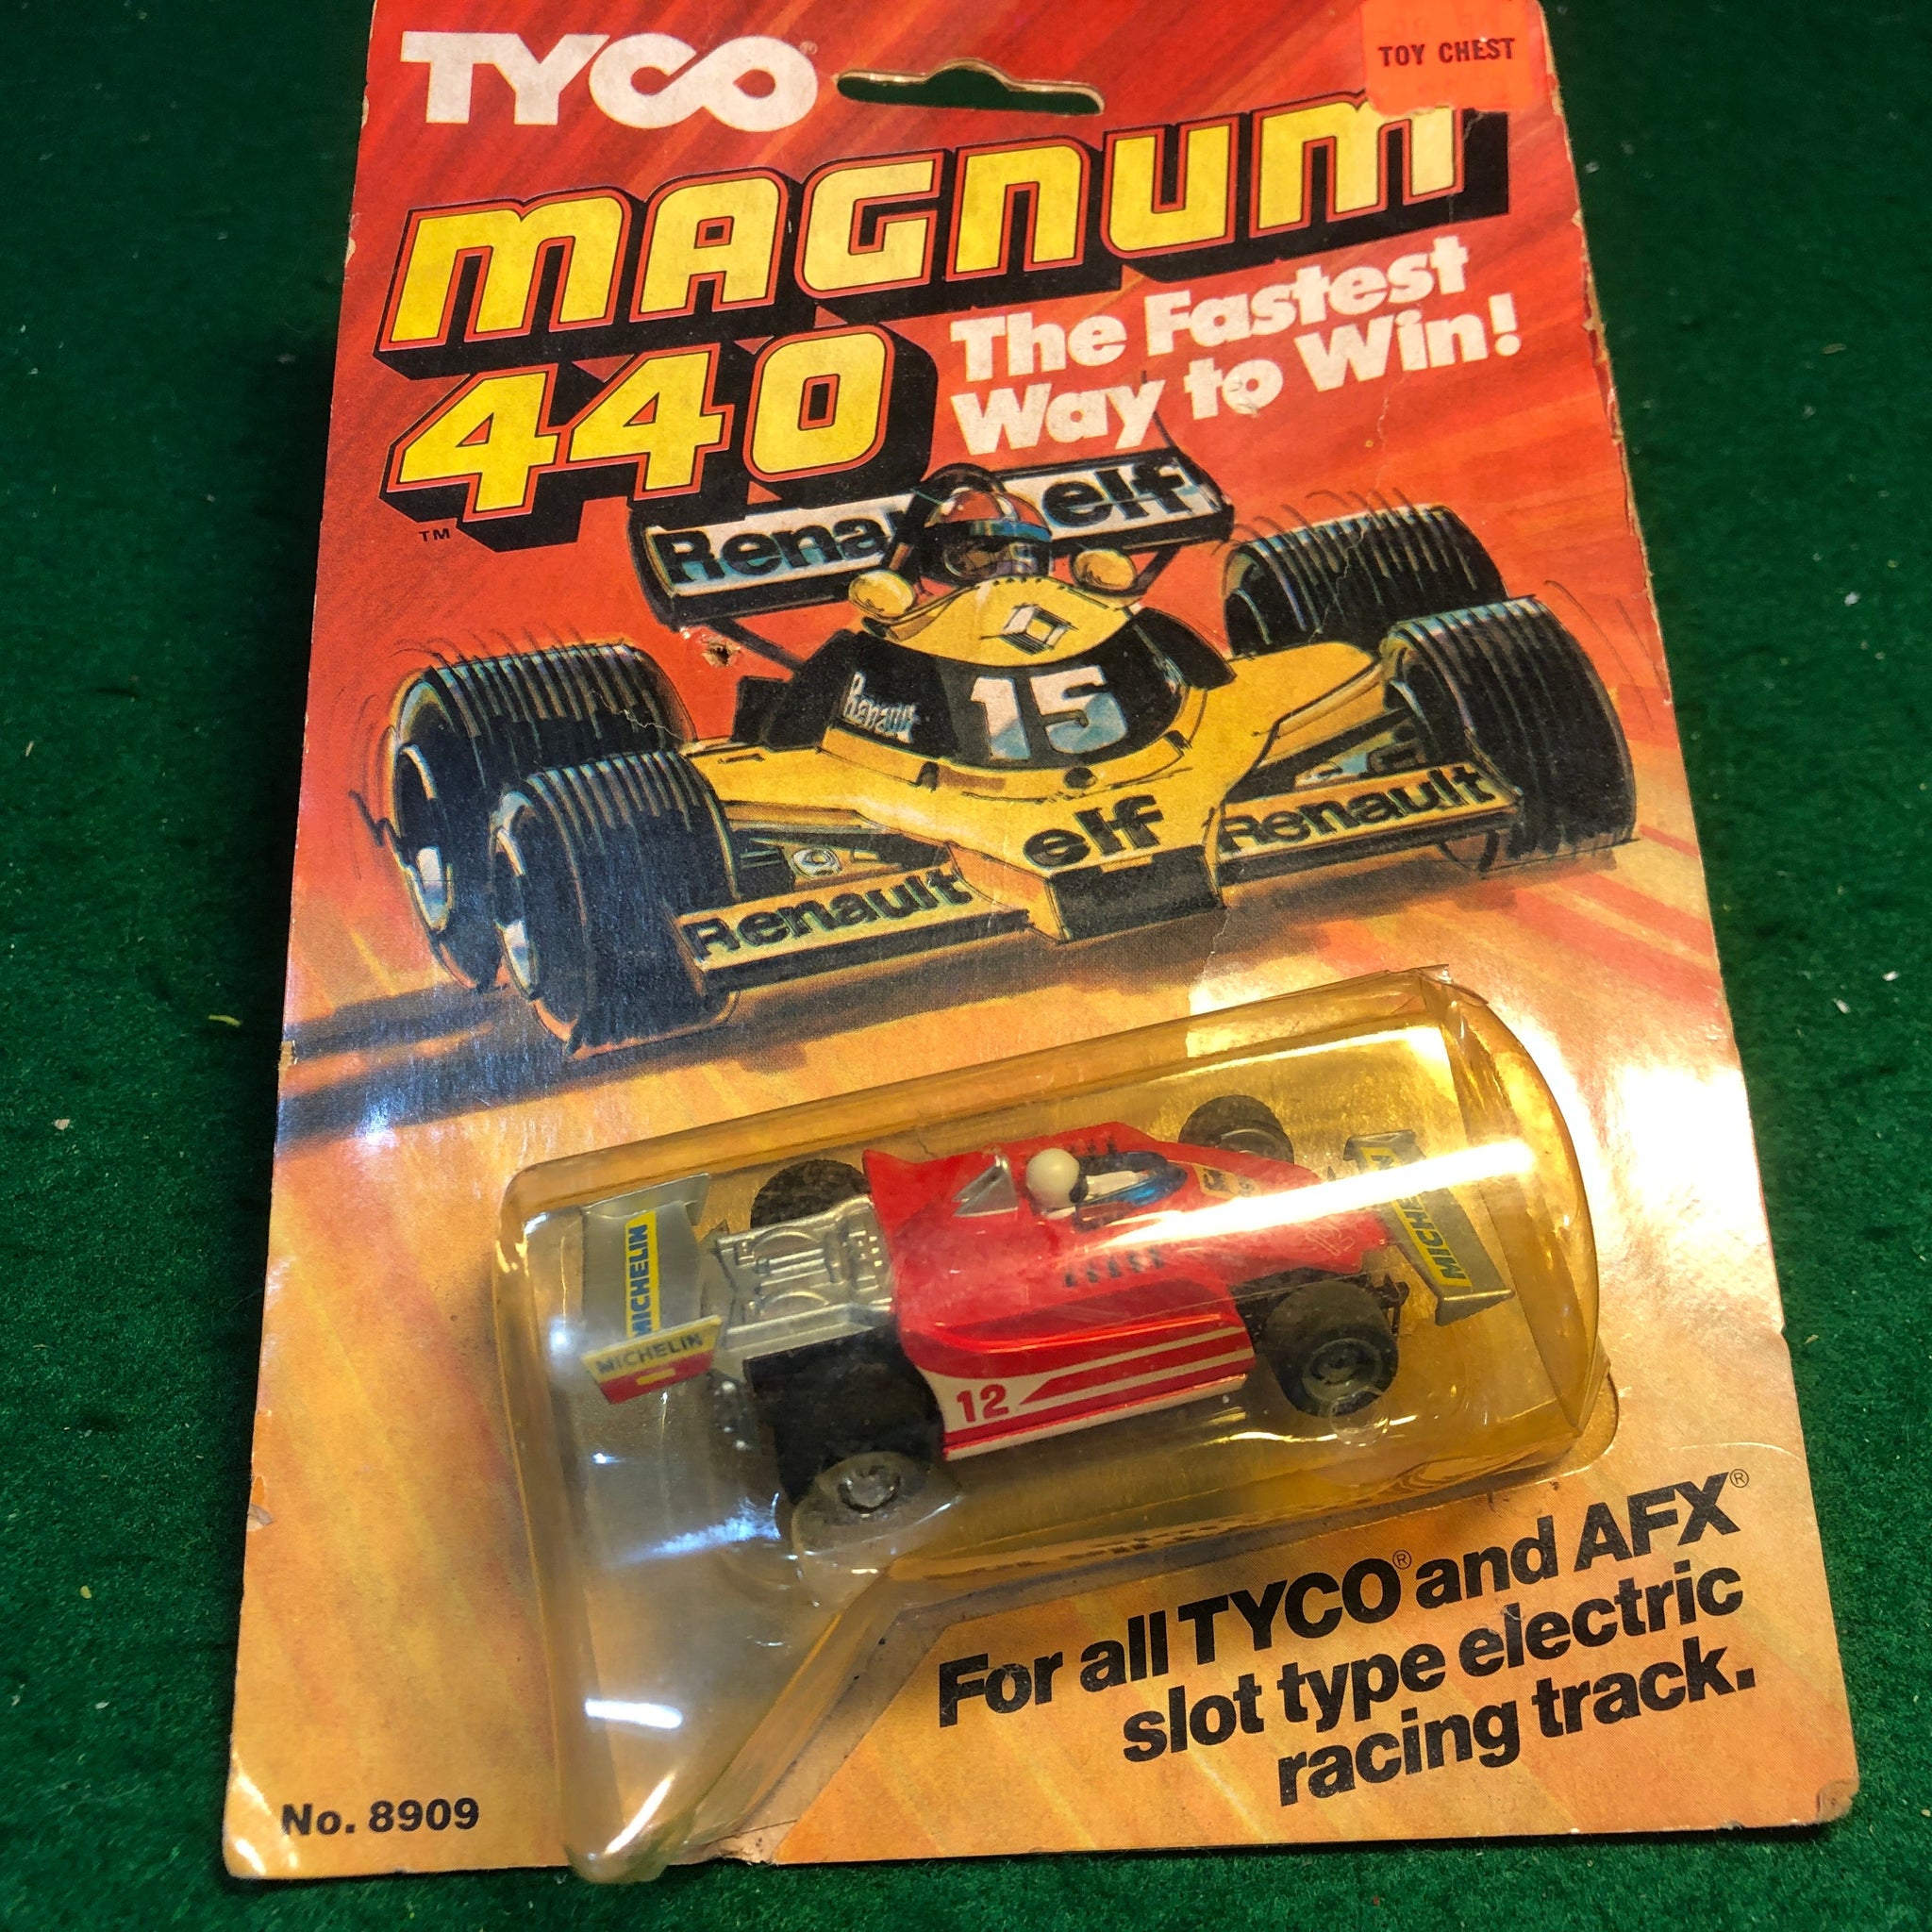 TYCO®
TOY CHEST
MAGNUM
440
TM
The Fastest
Way to Win!
Rena elf
Renault
15
elf
Renault
Renault
MICHELIN
MICHELIN
MICHELIN
12
For all TYCO® and AFX®
slot type electric
racing track.
No. 8909